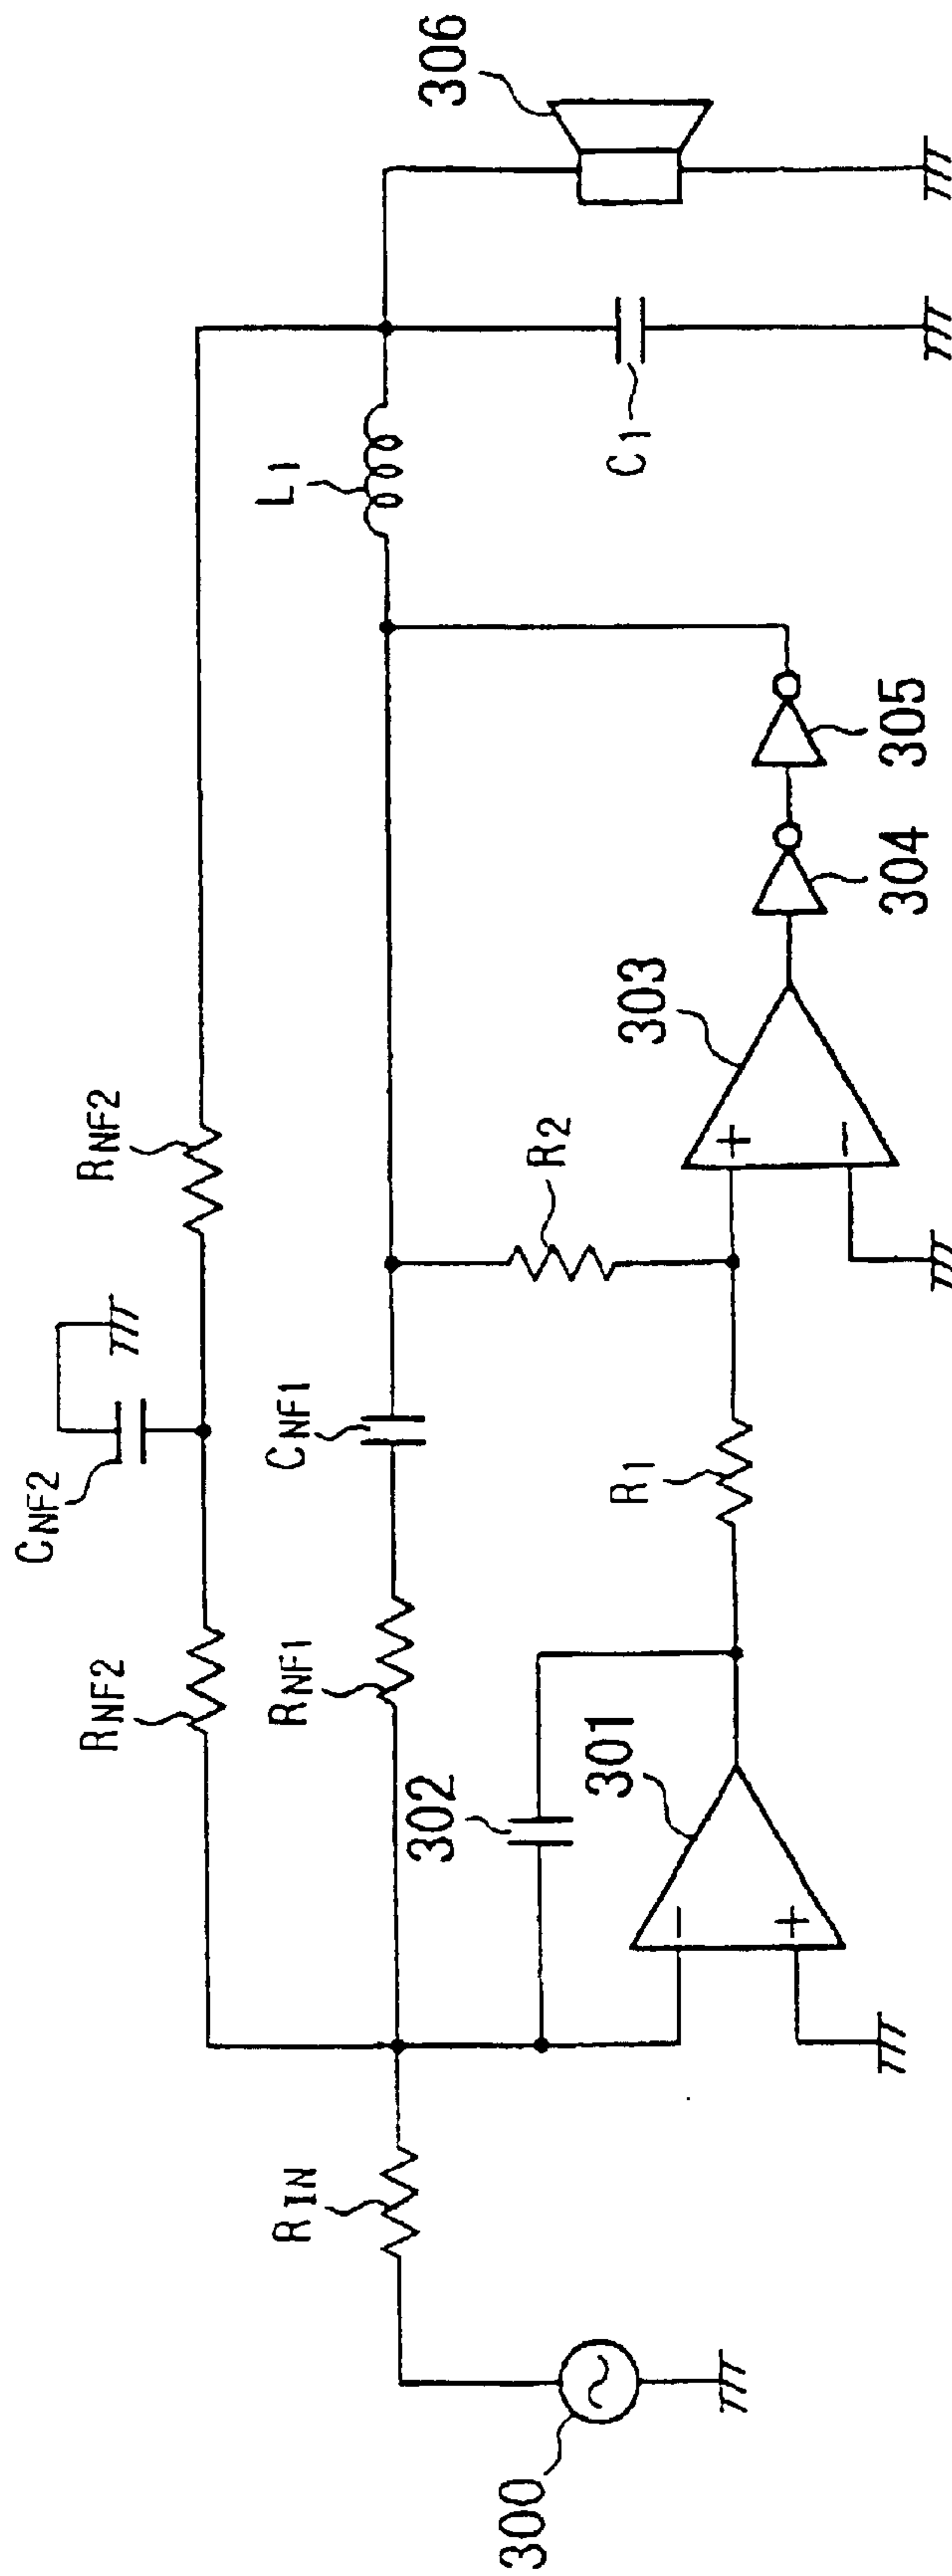 CNF2
RNF2
RNF2
RIN
RNF1
CNF1
L1
302
306
300
R2
301
R1
303
C1
−
+
+
−
304
305